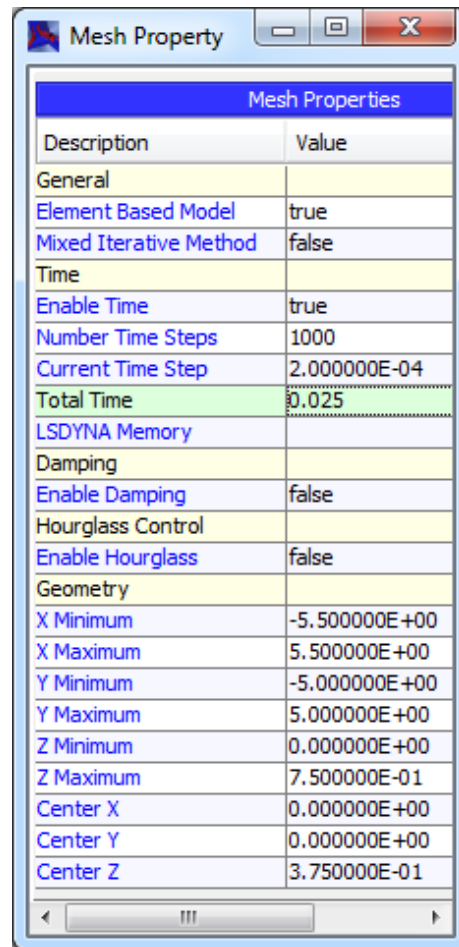 Mesh Property
Mesh Properties
Description Value
General
Element Based Model true
Mixed Iterative Method false
Time
Enable Time true
Number Time Steps 1000
Current Time Step 2.000000E-04
Total Time 0.025
LSDYNA Memory
Damping
Enable Damping false
Hourglass Control
Enable Hourglass false
Geometry
X Minimum -5.500000E+00
X Maximum 5.500000E+00
Y Minimum -5.000000E+00
Y Maximum 5.000000E+00
Z Minimum 0.000000E+00
Z Maximum 7.500000E-01
Center X 0.000000E+00
Center Y 0.000000E+00
Center Z 3.750000E-01